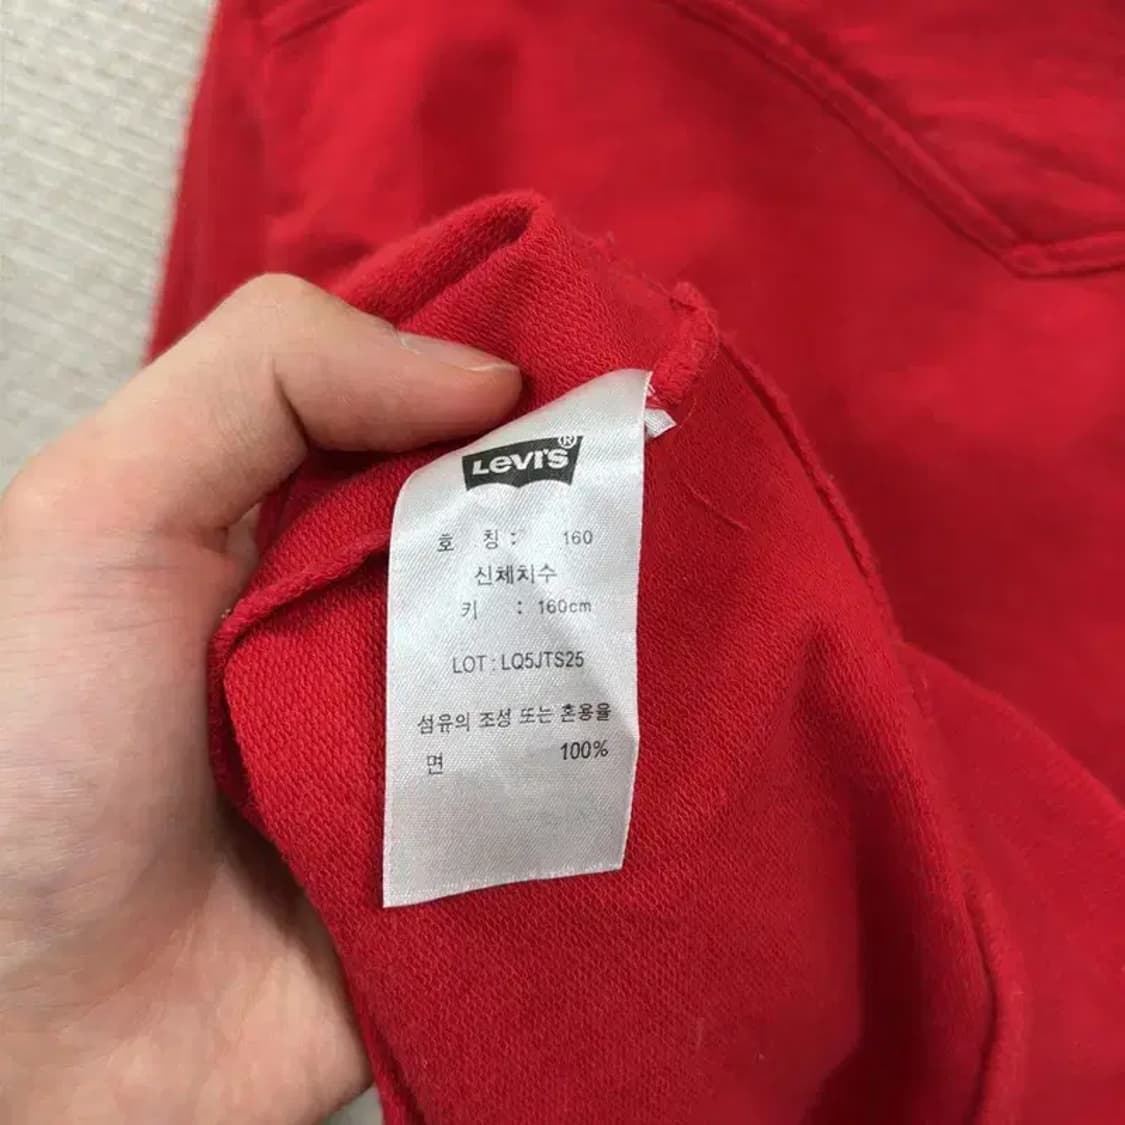 Levi's®
호 칭 : 160
신체치수
키 : 160cm
LOT : LQ5JTS25
섬유의 조성 또는 혼용율
면 100%